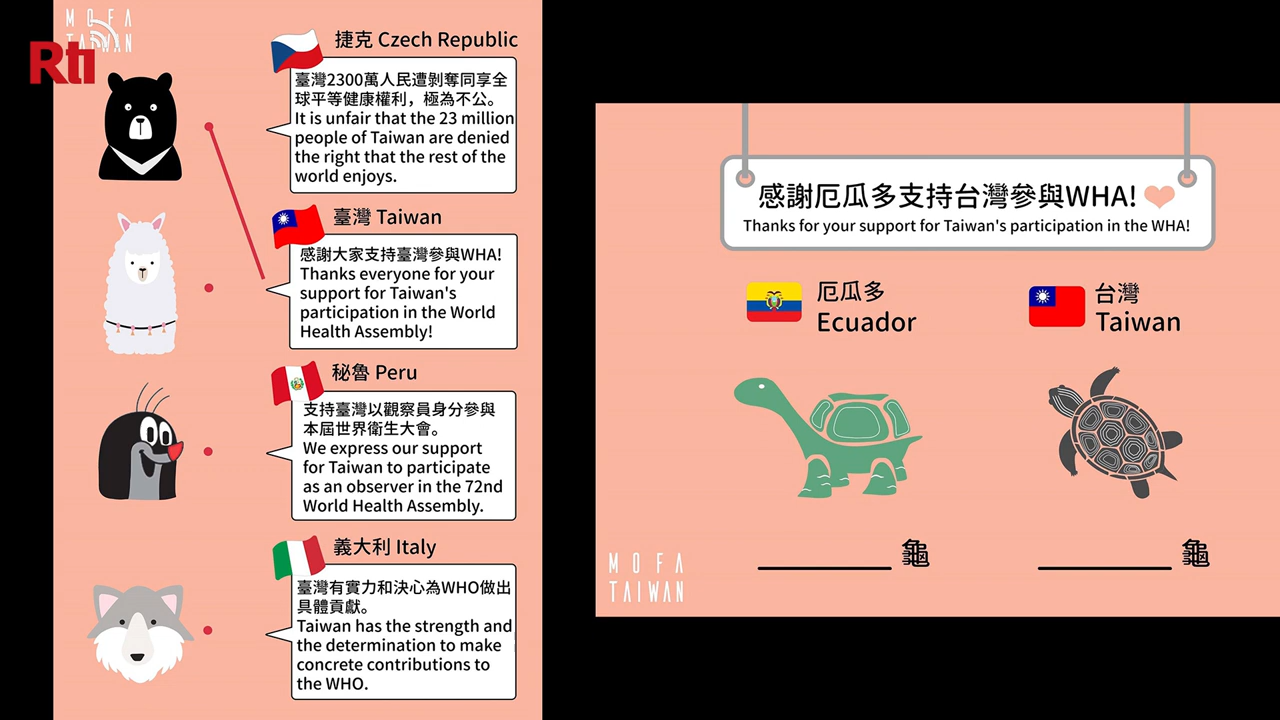 MOFA
TAIWAN
Rti
捷克 Czech Republic
臺灣2300萬人民遭剝奪同享全
球平等健康權利，極為不公。
It is unfair that the 23 million
people of Taiwan are denied
the right that the rest of the
world enjoys.
臺灣 Taiwan
感謝大家支持臺灣參與WHA!
Thanks everyone for your
support for Taiwan's
participation in the World
Health Assembly!
秘魯 Peru
支持臺灣以觀察員身分參與
本屆世界衛生大會。
We express our support
for Taiwan to participate
as an observer in the 72nd
World Health Assembly.
義大利 Italy
臺灣有實力和決心為WHO做出
具體貢獻。
Taiwan has the strength and
the determination to make
concrete contributions to
the WHO.
感謝厄瓜多支持台灣參與WHA!
Thanks for your support for Taiwan's participation in the WHA!
厄瓜多
Ecuador
台灣
Taiwan
龜
龜
MOFA
TAIWAN